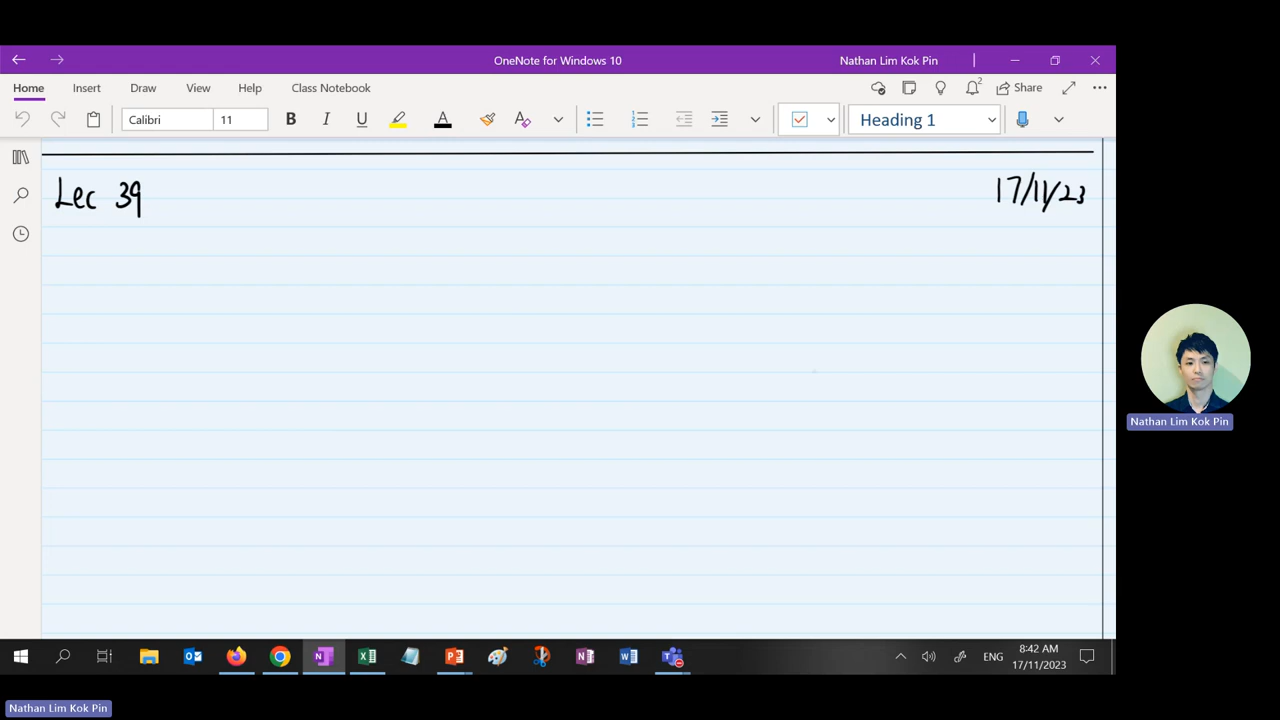 OneNote for Windows 10
Nathan Lim Kok Pin
Home Insert Draw View Help Class Notebook
2
Share
Calibri 11 B I U A A Heading 1
Lec 39 17/11/23
Nathan Lim Kok Pin
ENG
8:42 AM
17/11/2023
Nathan Lim Kok Pin